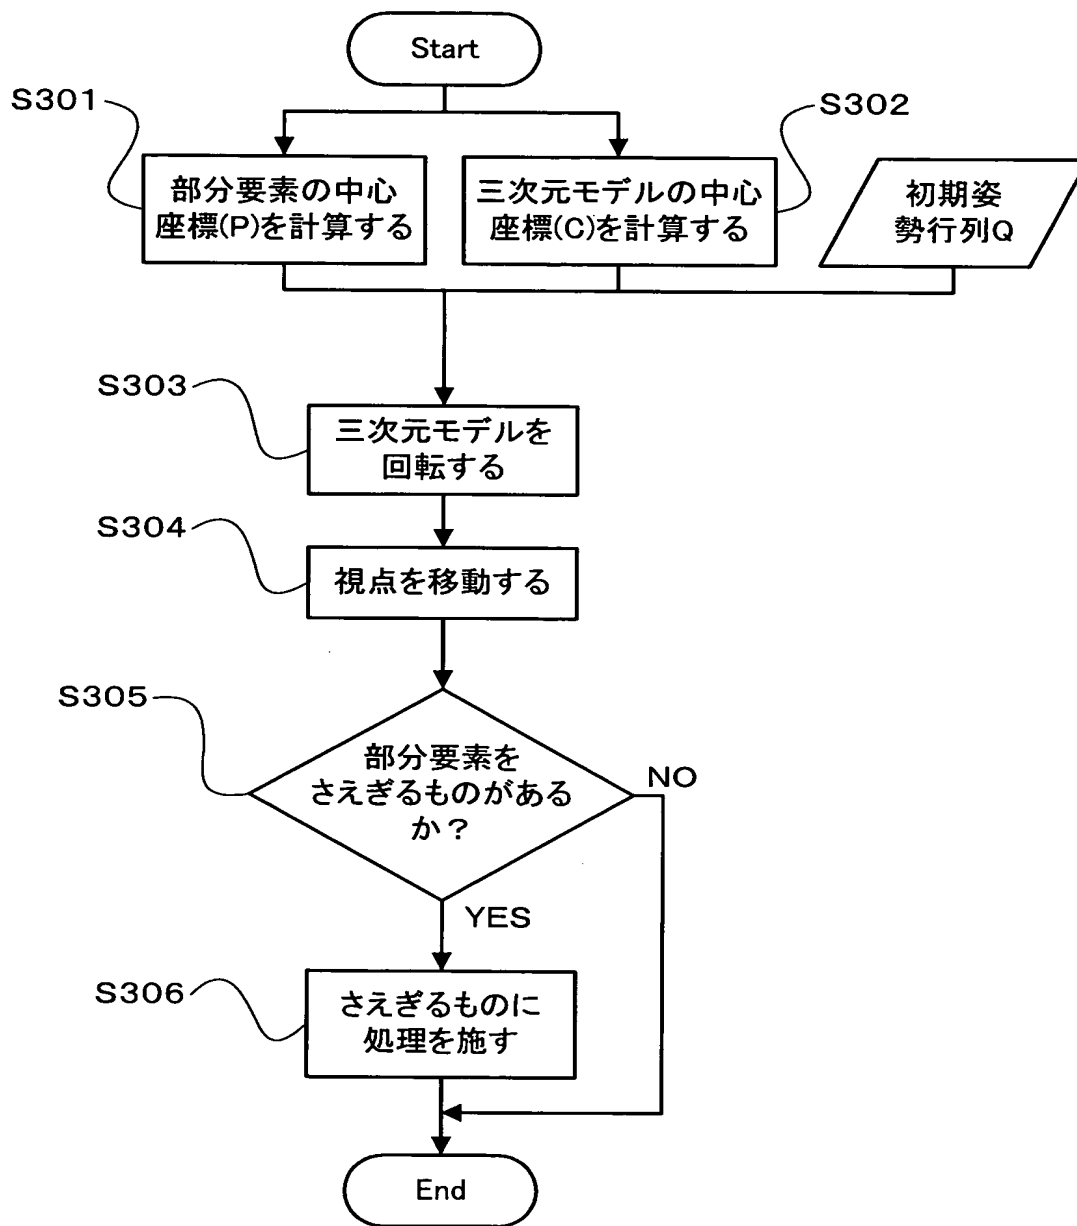 Start
S301
S302
部分要素の中心
座標(P)を計算する
三次元モデルの中心
座標(C)を計算する
初期姿
勢行列Q
S303
三次元モデルを
回転する
S304
視点を移動する
S305
部分要素を
さえぎるものがある
か?
NO
YES
S306
さえぎるものに
処理を施す
End